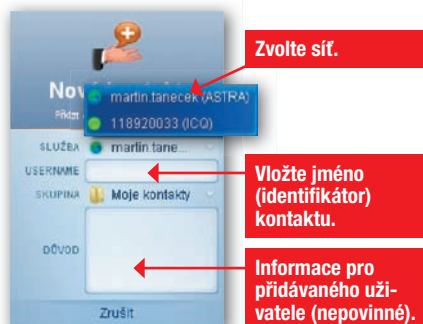 Zvolte síť.
Nov
martin.tanecek (ASTRA)
Přidat
118920033 (ICQ)
SLUŽBA martin.tane...
USERNAME
Vložte jméno
(identifikátor)
kontaktu.
SKUPINA Moje kontakty
DŮVOD
Informace pro
přidávaného uži-
vatele (nepovinné).
Zrušit